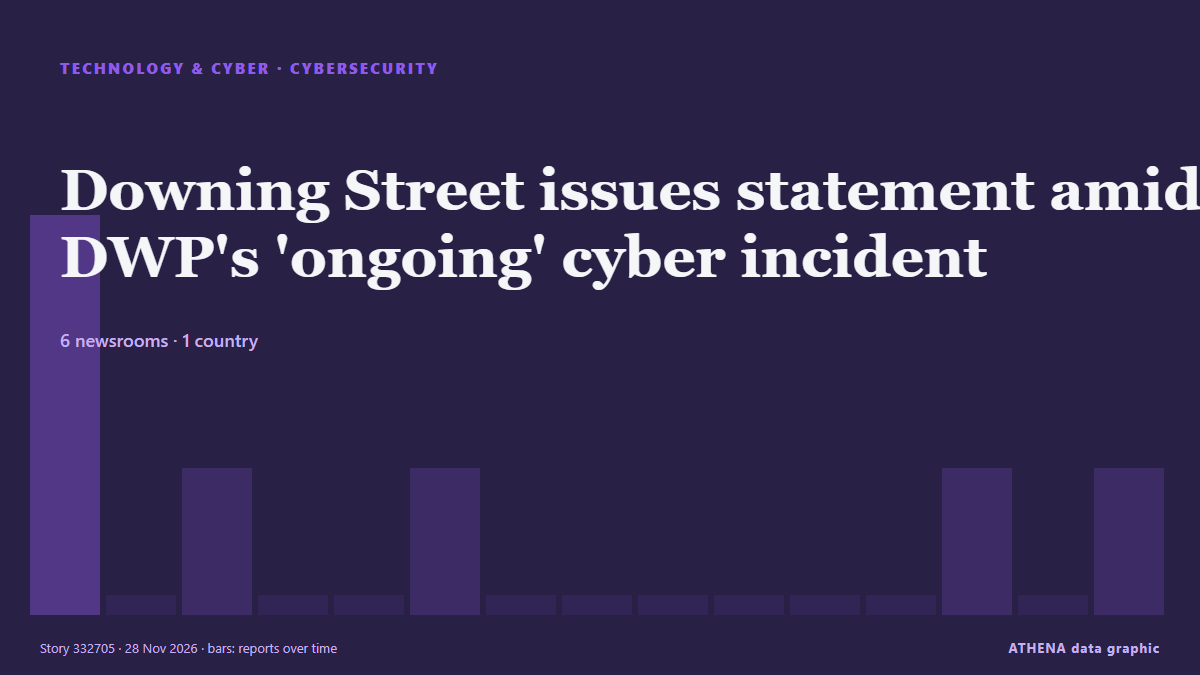 TECHNOLOGY & CYBER · CYBERSECURITY
Downing Street issues statement amid
DWP's 'ongoing' cyber incident
6 newsrooms · 1 country
Story 332705 · 28 Nov 2026 · bars: reports over time
ATHENA data graphic